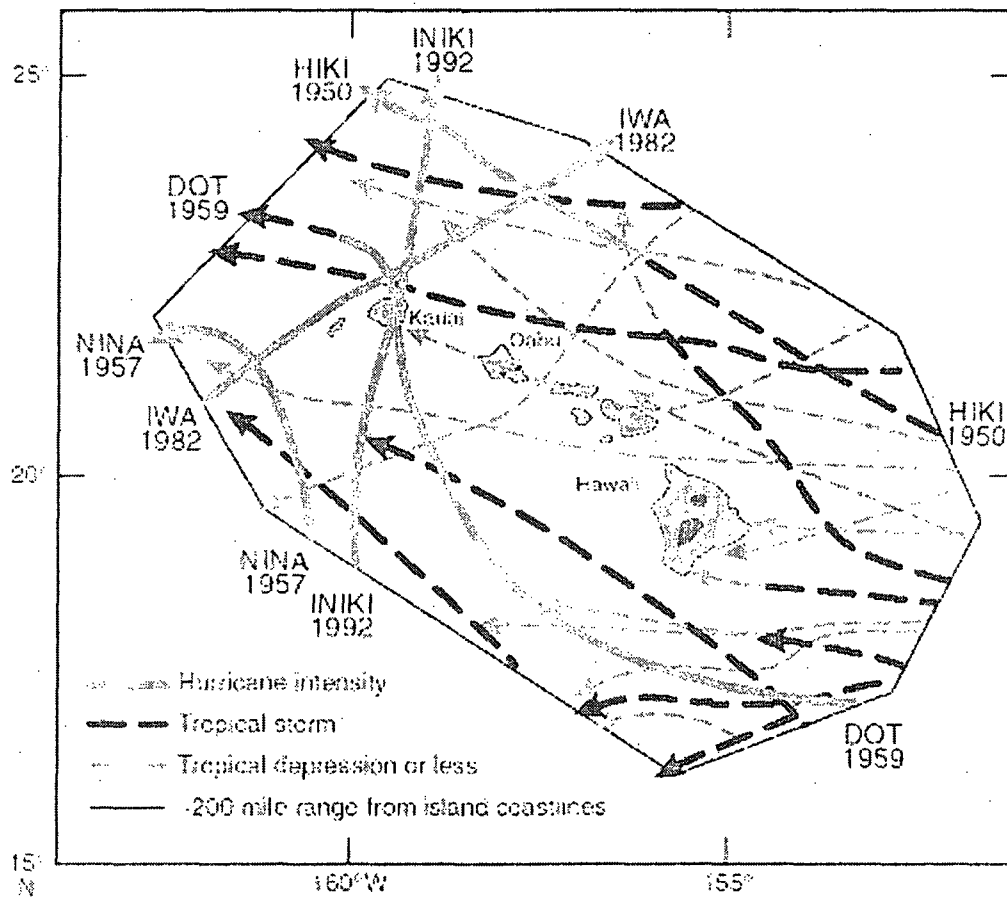 25°
INIKI
1992
HIKI
1950
IWA
1982
DOT
1959
Kauai
Oahu
NINA
1957
IWA
1982
HIKI
1950
20°
Hawaii
NINA
1957
INIKI
1992
Hurricane intensity
Tropical storm
Tropical depression or less
-200 mile range from island coastlines
DOT
1959
15°
N
160°W
155°